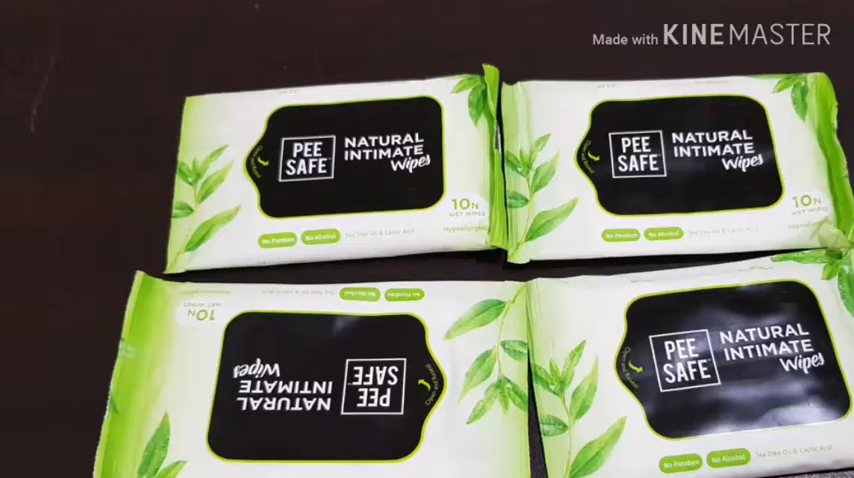 Made with KINEMASTER
PEE
SAFE
NATURAL
INTIMATE
Wipes
10N
WET WIPES
Hypoallergenic
No Paraben
No Alcohol
Tea Tree Oil & Lactic Acid
PEE
SAFE
NATURAL
INTIMATE
Wipes
10N
WET WIPES
No Paraben
No Alcohol
Tea Tree Oil & Lactic Acid
PEE
SAFE
NATURAL
INTIMATE
Wipes
10N
WET WIPES
No Paraben
No Alcohol
PEE
SAFE
NATURAL
INTIMATE
Wipes
No Paraben
No Alcohol
Tea Tree Oil & Lactic Acid